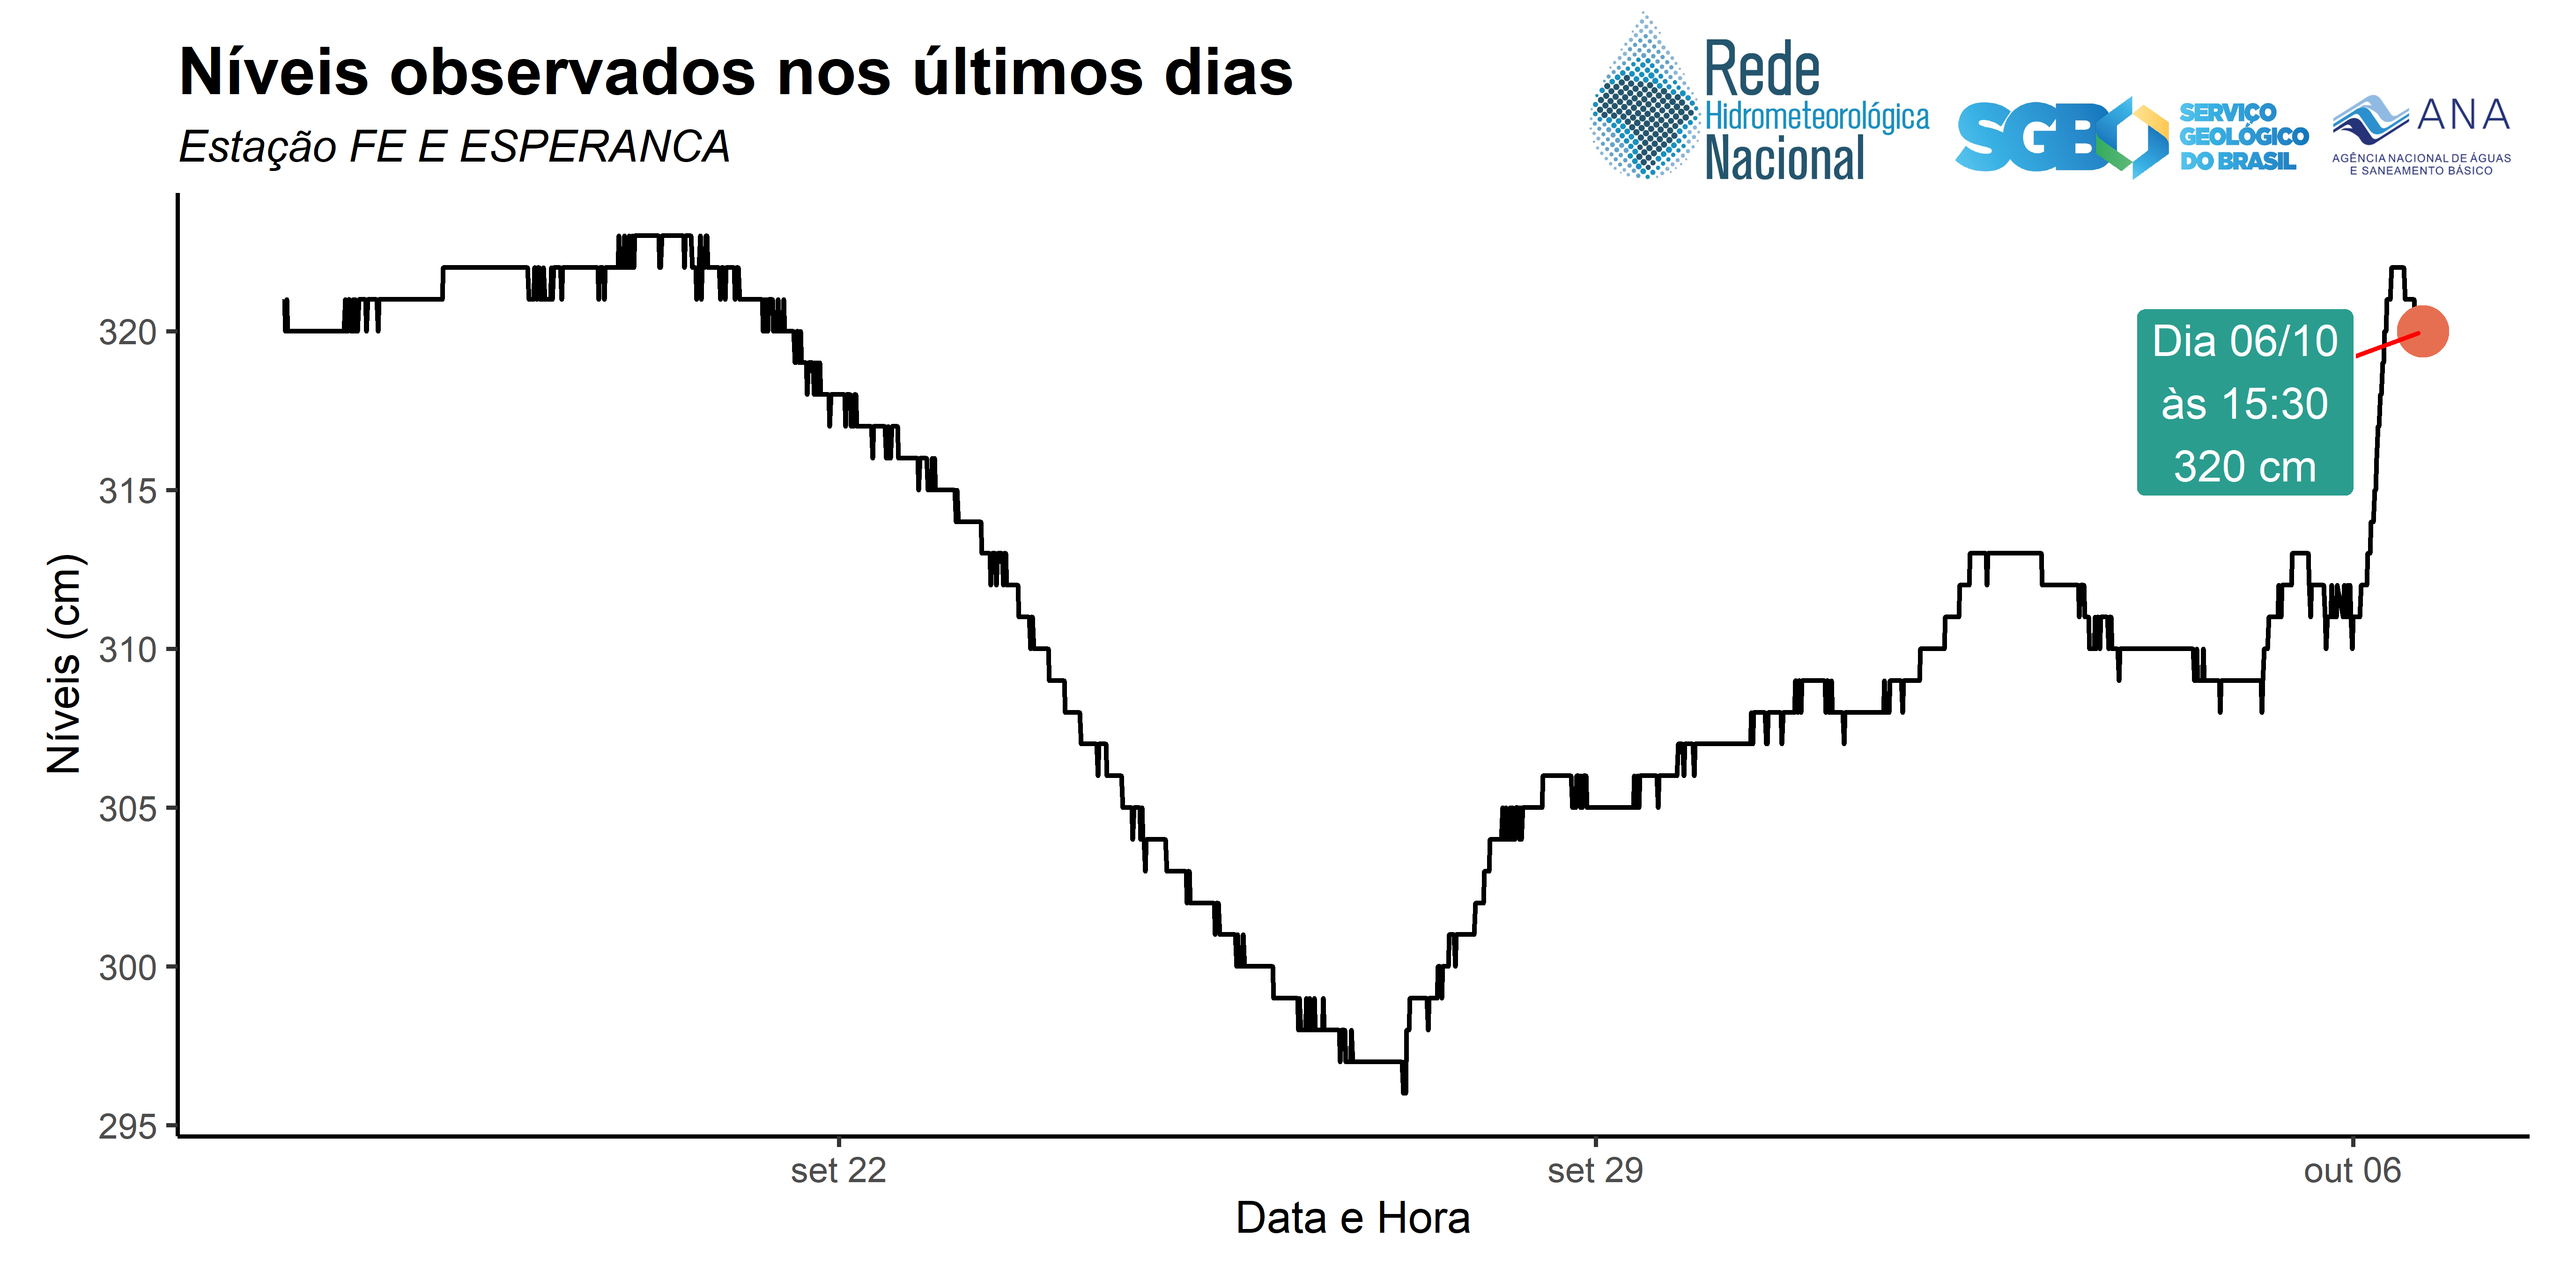 Níveis observados nos últimos dias
Estação FE E ESPERANCA
Rede
Hidrometeorológica
Nacional
SGB
SERVIÇO
GEOLÓGICO
DO BRASIL
ANA
AGÊNCIA NACIONAL DE ÁGUAS
E SANEAMENTO BÁSICO
Níveis (cm)
320
315
310
305
300
295
Dia 06/10
às 15:30
320 cm
set 22
set 29
out 06
Data e Hora